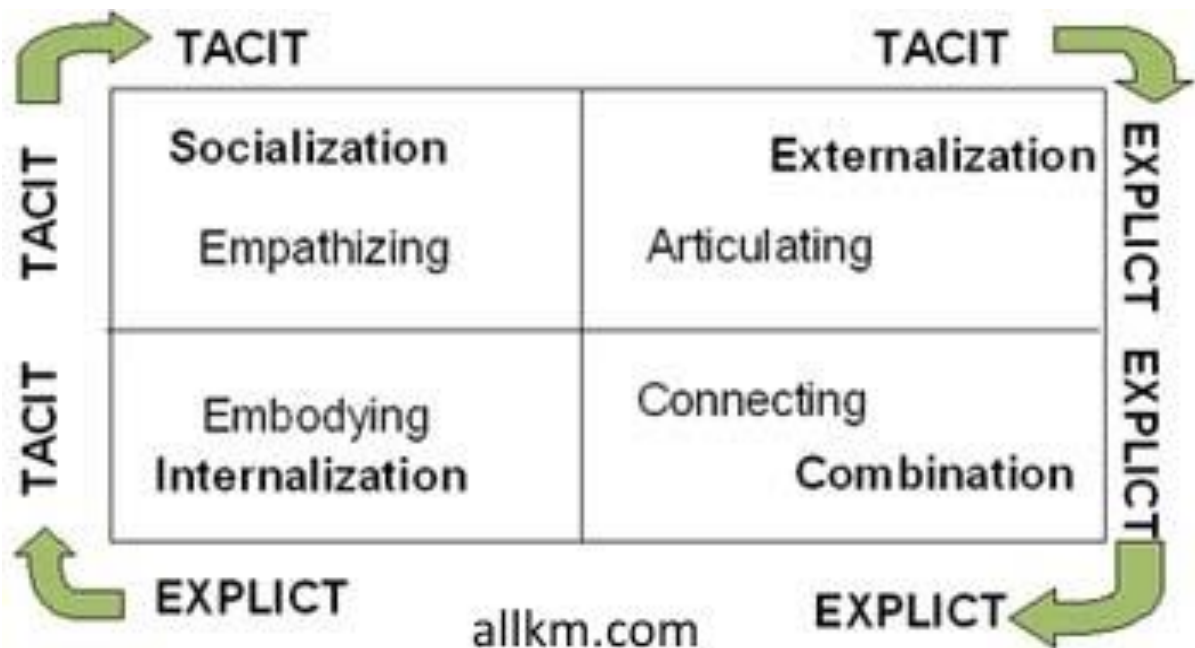 TACIT TACIT
TACIT
Socialization
Externalization
EXPLICT
Empathizing
Articulating
TACIT
Embodying
Connecting
EXPLICT
Internalization
Combination
EXPLICT
EXPLICT
allkm.com